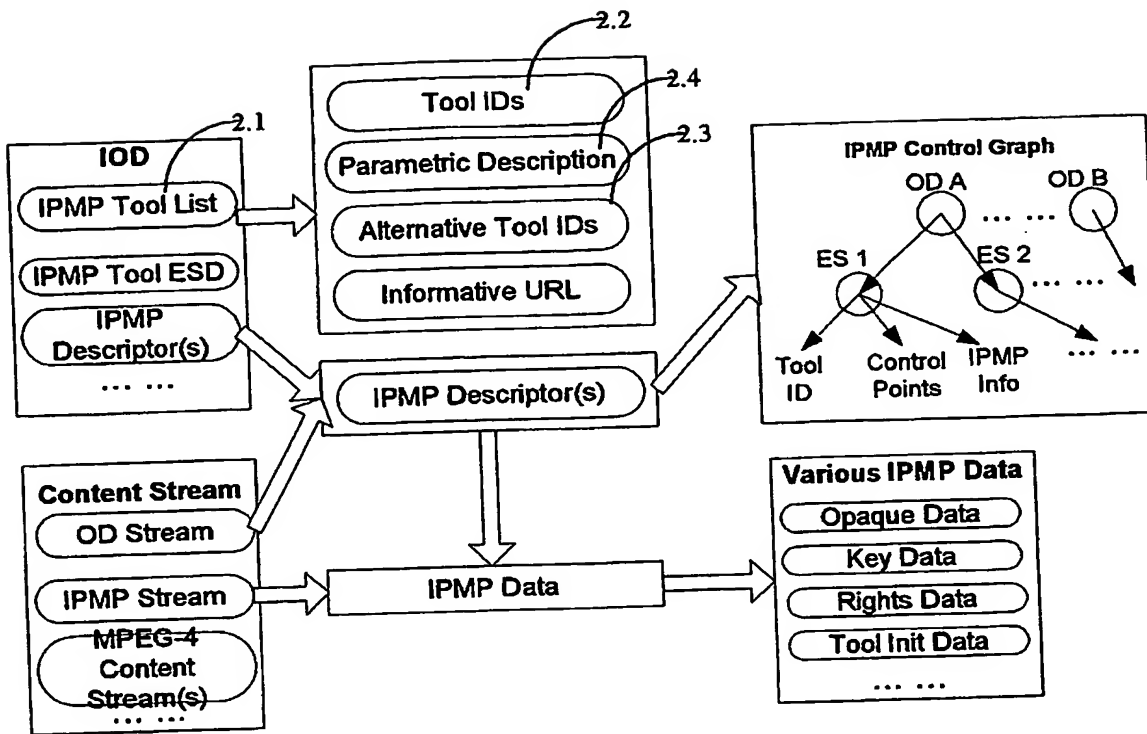 2.1
IOD
IPMP Tool List
IPMP Tool ESD
IPMP
Descriptor(s)
... ...
2.2
2.4
2.3
Tool IDs
Parametric Description
Alternative Tool IDs
Informative URL
IPMP Control Graph
OD A
OD B
... ...
ES 1
ES 2
... ...
Tool
ID
Control
Points
IPMP
Info
... ...
IPMP Descriptor(s)
Content Stream
OD Stream
IPMP Stream
MPEG-4
Content
Stream(s)
... ...
IPMP Data
Various IPMP Data
Opaque Data
Key Data
Rights Data
Tool Init Data
... ...